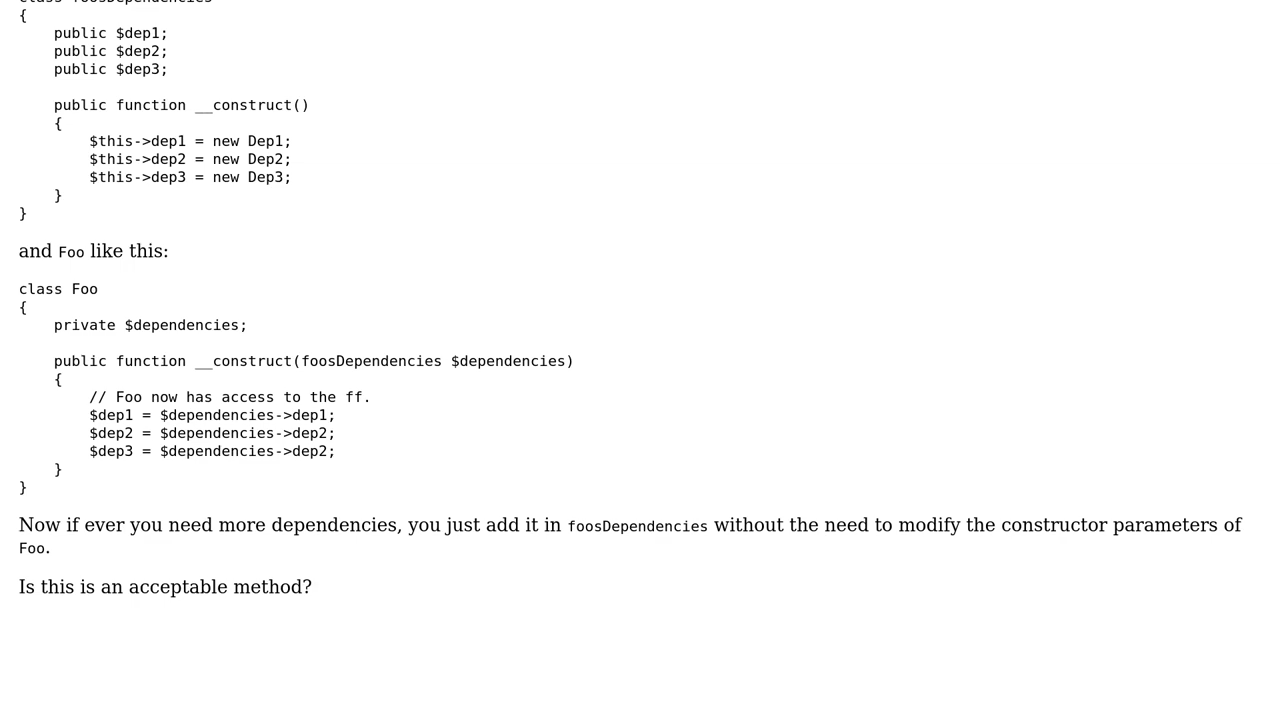 class foosDependencies
{
    public $dep1;
    public $dep2;
    public $dep3;

    public function __construct()
    {
        $this->dep1 = new Dep1;
        $this->dep2 = new Dep2;
        $this->dep3 = new Dep3;
    }
}
and Foo like this:
class Foo
{
    private $dependencies;

    public function __construct(foosDependencies $dependencies)
    {
        // Foo now has access to the ff.
        $dep1 = $dependencies->dep1;
        $dep2 = $dependencies->dep2;
        $dep3 = $dependencies->dep2;
    }
}
Now if ever you need more dependencies, you just add it in foosDependencies without the need to modify the constructor parameters of
Foo.
Is this is an acceptable method?